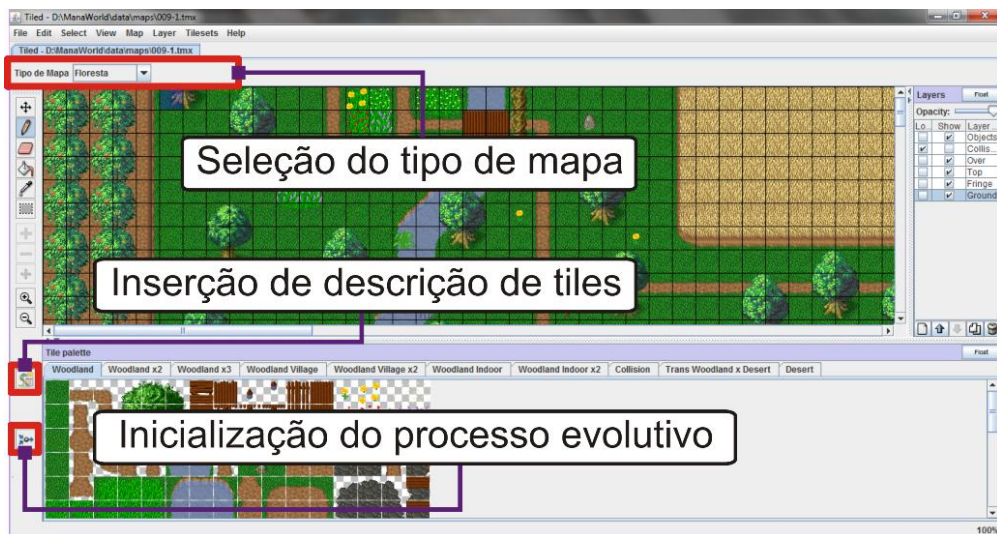 Tiled - D:\ManaWorld\data\maps\009-1.tmx
File Edit Select View Map Layer Tilesets Help
Tiled - D:\ManaWorld\data\maps\009-1.tmx
Tipo de Mapa Floresta
Layers Float
Opacity:
Lo... Show Layer ...
Objects
Collis...
Over
Top
Fringe
Ground
Seleção do tipo de mapa
Inserção de descrição de tiles
Tile palette Float
Woodland Woodland x2 Woodland x3 Woodland Village Woodland Village x2 Woodland Indoor Woodland Indoor x2 Collision Trans Woodland x Desert Desert
Inicialização do processo evolutivo
100%